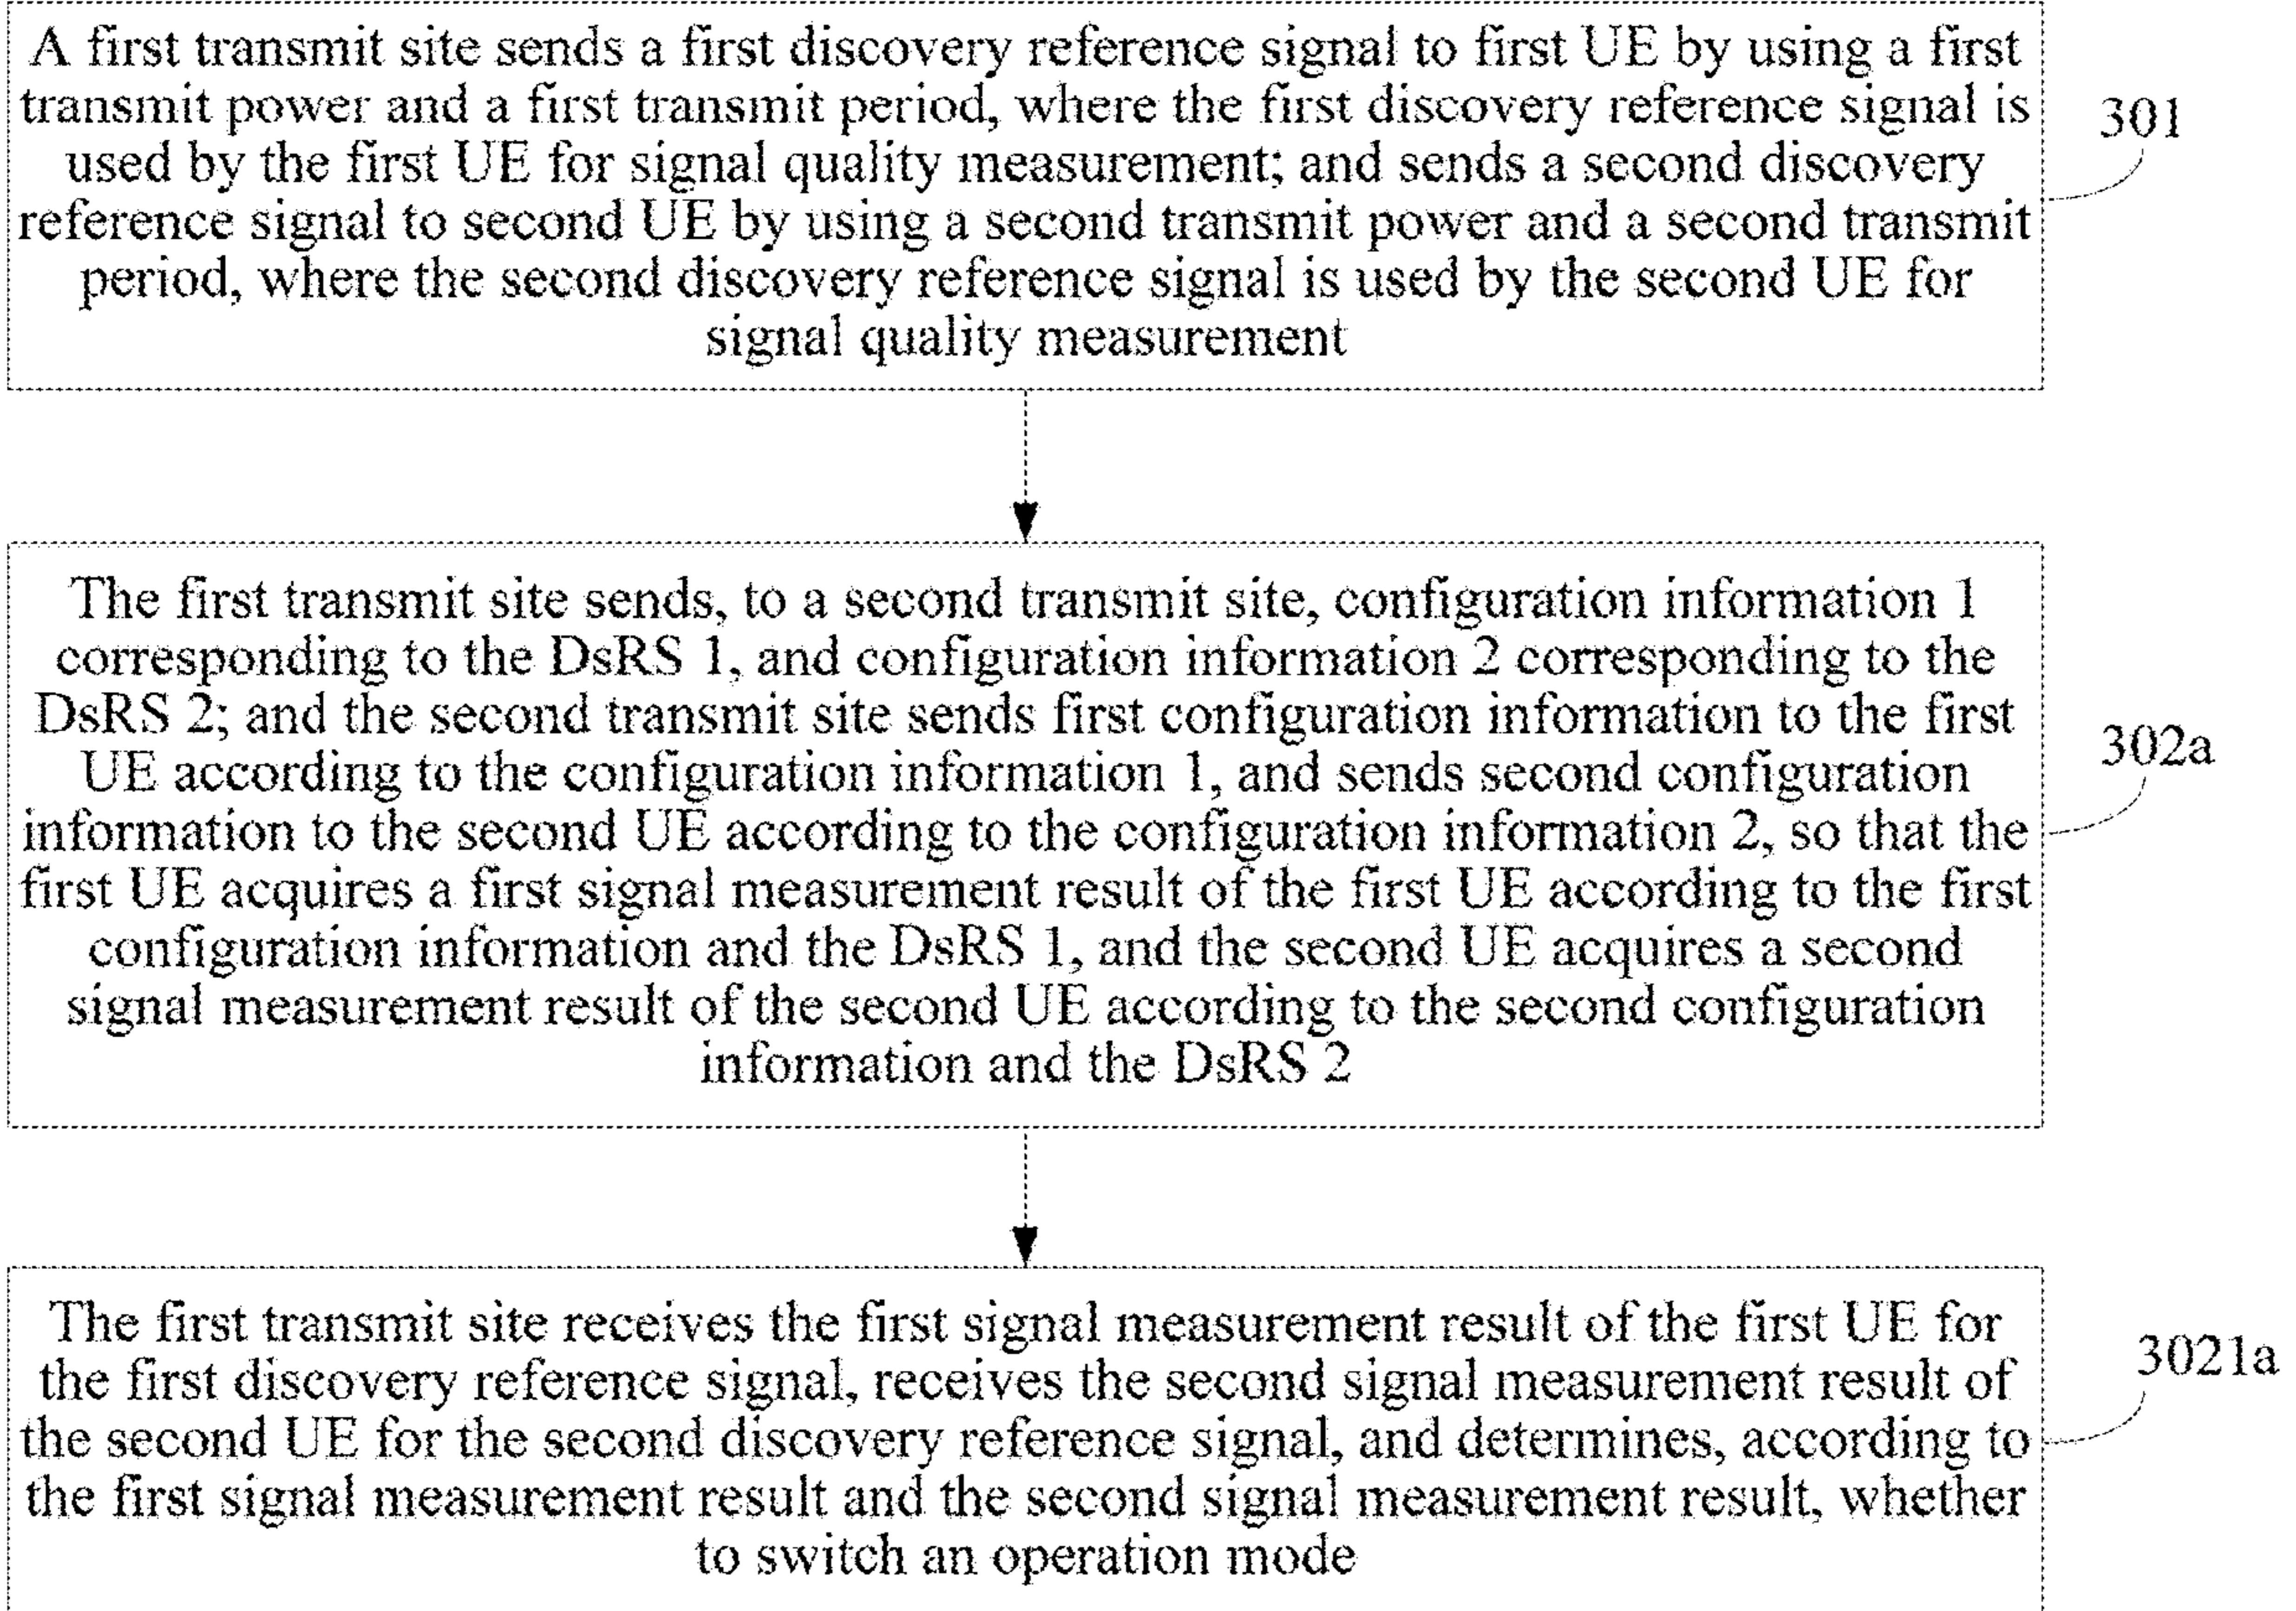 A first transmit site sends a first discovery reference signal to first UE by using a first
transmit power and a first transmit period, where the first discovery reference signal is
used by the first UE for signal quality measurement; and sends a second discovery
reference signal to second UE by using a second transmit power and a second transmit
period, where the second discovery reference signal is used by the second UE for
signal quality measurement
301
The first transmit site sends, to a second transmit site, configuration information 1
corresponding to the DsRS 1, and configuration information 2 corresponding to the
DsRS 2; and the second transmit site sends first configuration information to the first
UE according to the configuration information 1, and sends second configuration
information to the second UE according to the configuration information 2, so that the
first UE acquires a first signal measurement result of the first UE according to the first
configuration information and the DsRS 1, and the second UE acquires a second
signal measurement result of the second UE according to the second configuration
information and the DsRS 2
302a
The first transmit site receives the first signal measurement result of the first UE for
the first discovery reference signal, receives the second signal measurement result of
the second UE for the second discovery reference signal, and determines, according to
the first signal measurement result and the second signal measurement result, whether
to switch an operation mode
3021a